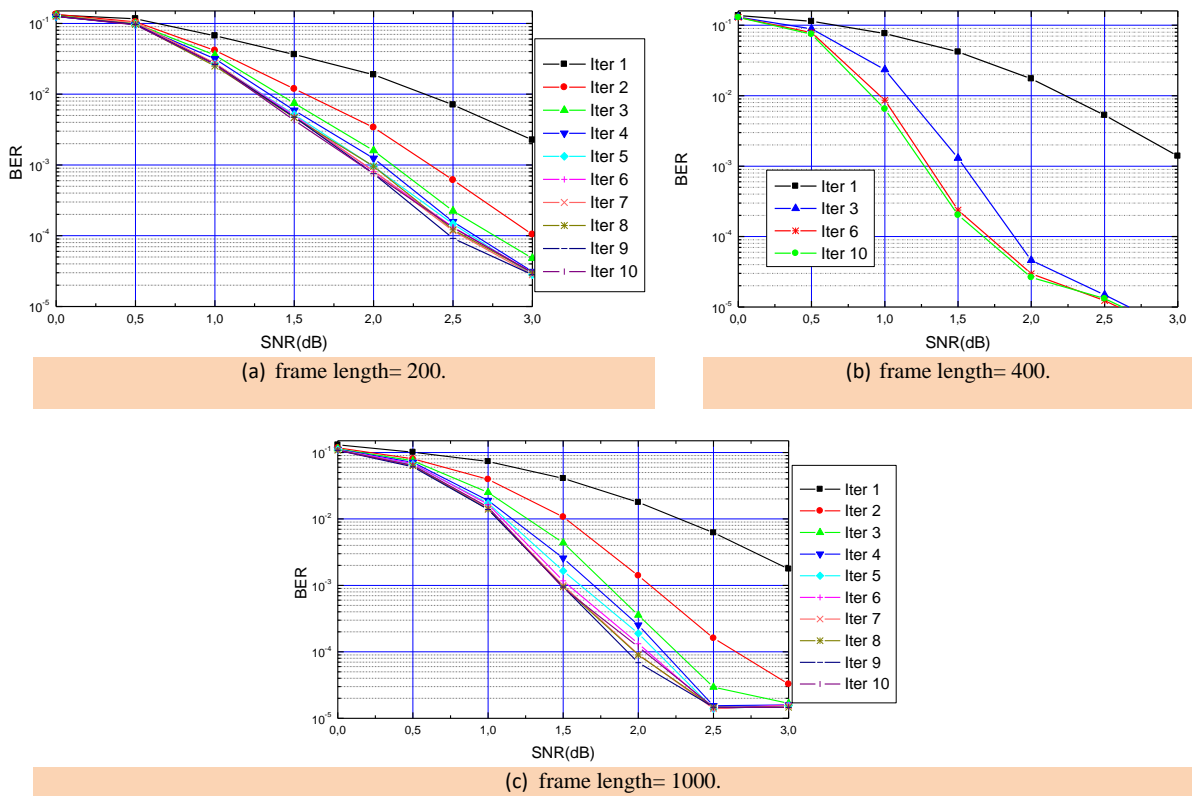 10-1
10-2
10-3
10-4
10-5
BER
0,0 0,5 1,0 1,5 2,0 2,5 3,0
SNR(dB)
Iter 1
Iter 2
Iter 3
Iter 4
Iter 5
Iter 6
Iter 7
Iter 8
Iter 9
Iter 10
(a) frame length= 200.
10-1
10-2
10-3
10-4
10-5
BER
0,0 0,5 1,0 1,5 2,0 2,5 3,0
SNR(dB)
Iter 1
Iter 3
Iter 6
Iter 10
(b) frame length= 400.
10-1
10-2
10-3
10-4
10-5
BER
0,0 0,5 1,0 1,5 2,0 2,5 3,0
SNR(dB)
Iter 1
Iter 2
Iter 3
Iter 4
Iter 5
Iter 6
Iter 7
Iter 8
Iter 9
Iter 10
(c) frame length= 1000.